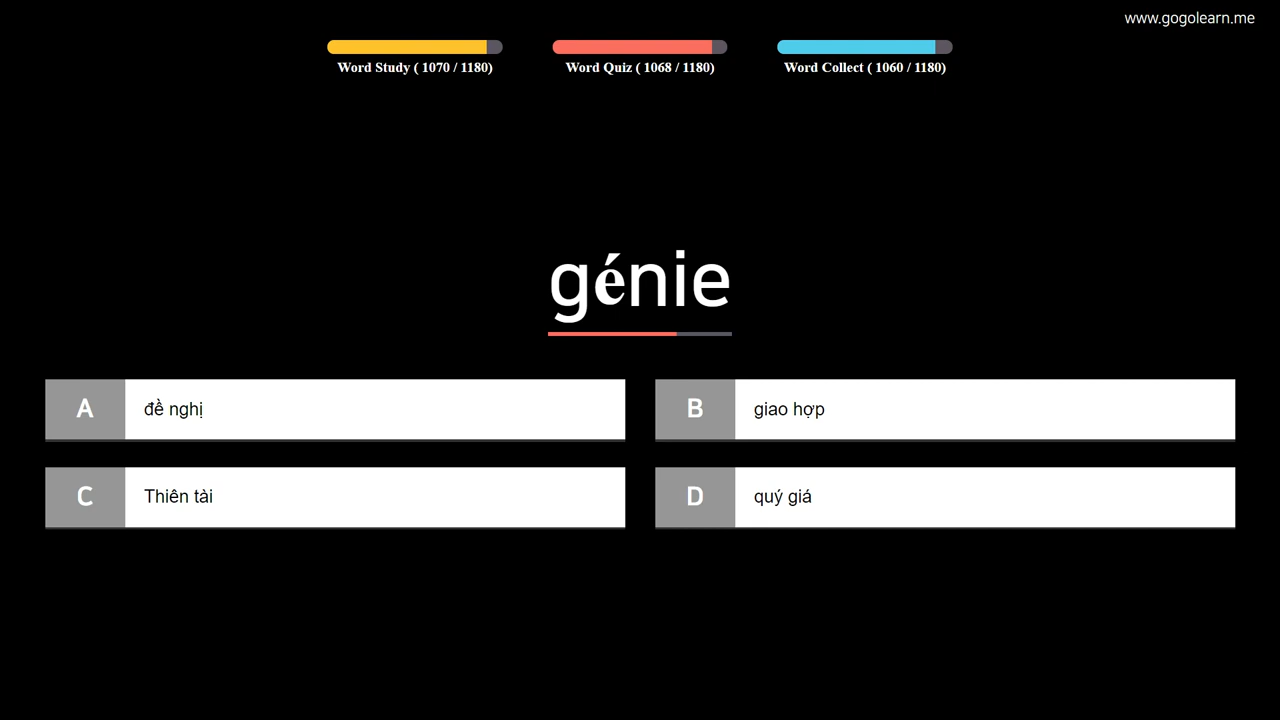 www.gogolearn.me
Word Study ( 1070 / 1180)
Word Quiz ( 1068 / 1180)
Word Collect ( 1060 / 1180)
génie
A đề nghị
B giao hợp
C Thiên tài
D quý giá